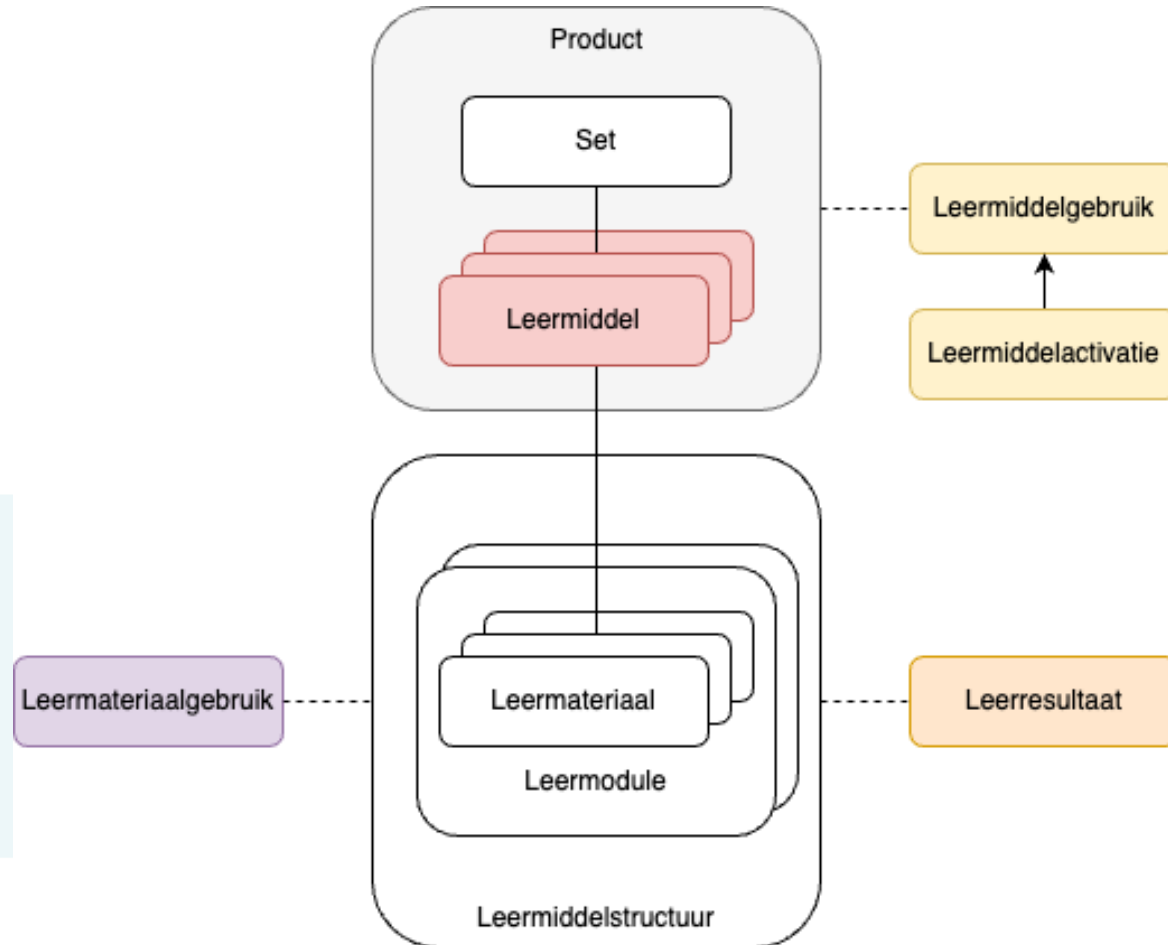 Product
Set
Leermiddelgebruik
Leermiddel
Leermiddelactivatie
Leermateriaalgebruik
Leermateriaal
Leerresultaat
Leermodule
Leermiddelstructuur